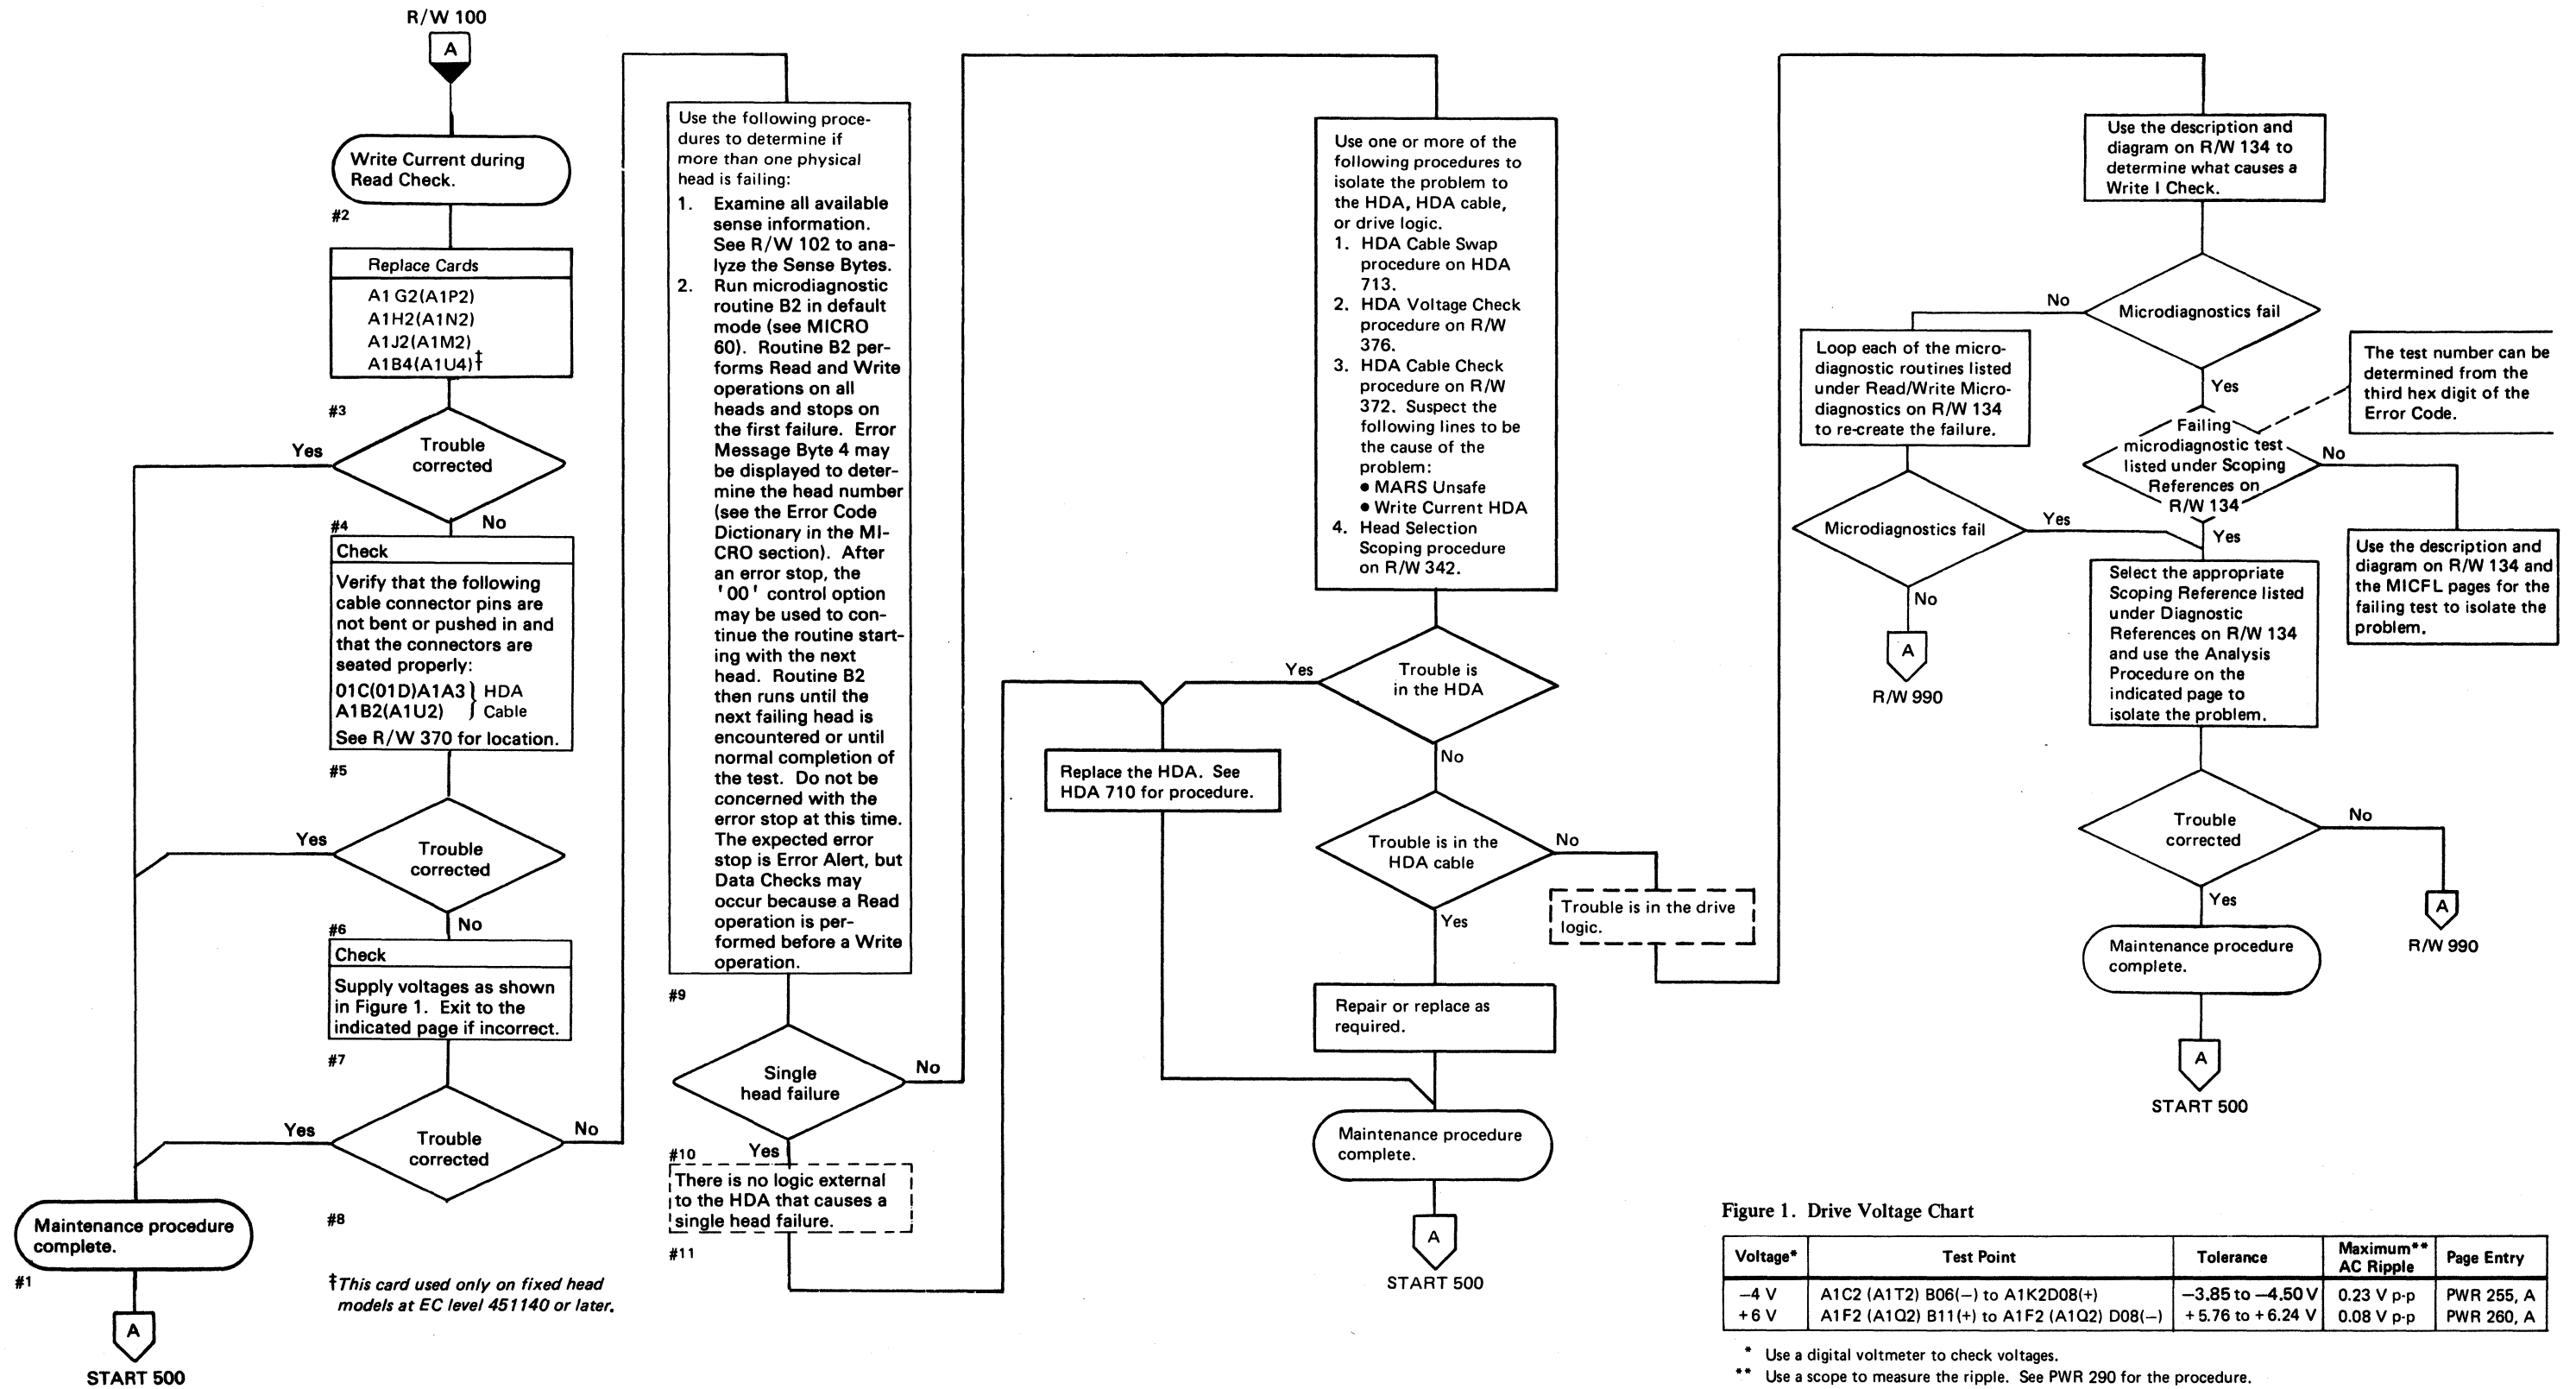 R/W 100
A
Write Current during
Read Check.
#2
Replace Cards
A1G2(A1P2)
A1H2(A1N2)
A1J2(A1M2)
A1B4(A1U4)‡
#3
Trouble
corrected
Yes
No
#4
Check
Verify that the following
cable connector pins are
not bent or pushed in and
that the connectors are
seated properly:
01C(01D)A1A3 } HDA
A1B2(A1U2) } Cable
See R/W 370 for location.
#5
Trouble
corrected
Yes
No
#6
Check
Supply voltages as shown
in Figure 1. Exit to the
indicated page if incorrect.
#7
Trouble
corrected
Yes
No
#8
Maintenance procedure
complete.
#1
A
START 500
‡This card used only on fixed head
models at EC level 451140 or later.
Use the following proce-
dures to determine if
more than one physical
head is failing:
1. Examine all available
sense information.
See R/W 102 to ana-
lyze the Sense Bytes.
2. Run microdiagnostic
routine B2 in default
mode (see MICRO
60). Routine B2 per-
forms Read and Write
operations on all
heads and stops on
the first failure. Error
Message Byte 4 may
be displayed to deter-
mine the head number
(see the Error Code
Dictionary in the MI-
CRO section). After
an error stop, the
'00' control option
may be used to con-
tinue the routine start-
ing with the next
head. Routine B2
then runs until the
next failing head is
encountered or until
normal completion of
the test. Do not be
concerned with the
error stop at this time.
The expected error
stop is Error Alert, but
Data Checks may
occur because a Read
operation is per-
formed before a Write
operation.
#9
Single
head failure
No
Yes
#10
There is no logic external
to the HDA that causes a
single head failure.
#11
Use one or more of the
following procedures to
isolate the problem to
the HDA, HDA cable,
or drive logic.
1. HDA Cable Swap
procedure on HDA
713.
2. HDA Voltage Check
procedure on R/W
376.
3. HDA Cable Check
procedure on R/W
372. Suspect the
following lines to be
the cause of the
problem:
● MARS Unsafe
● Write Current HDA
4. Head Selection
Scoping procedure
on R/W 342.
Trouble is
in the HDA
Yes
No
Replace the HDA. See
HDA 710 for procedure.
Trouble is in the
HDA cable
No
Yes
Trouble is in the drive
logic.
Repair or replace as
required.
Maintenance procedure
complete.
A
START 500
Use the description and
diagram on R/W 134 to
determine what causes a
Write I Check.
Microdiagnostics fail
No
Yes
Loop each of the micro-
diagnostic routines listed
under Read/Write Micro-
diagnostics on R/W 134
to re-create the failure.
Microdiagnostics fail
Yes
No
A
R/W 990
The test number can be
determined from the
third hex digit of the
Error Code.
Failing
microdiagnostic test
listed under Scoping
References on
R/W 134
No
Yes
Use the description and
diagram on R/W 134 and
the MICFL pages for the
failing test to isolate the
problem.
Select the appropriate
Scoping Reference listed
under Diagnostic
References on R/W 134
and use the Analysis
Procedure on the
indicated page to
isolate the problem.
Trouble
corrected
No
Yes
A
R/W 990
Maintenance procedure
complete.
A
START 500
Figure 1. Drive Voltage Chart
Voltage* Test Point Tolerance Maximum** AC Ripple Page Entry
−4 V A1C2 (A1T2) B06(−) to A1K2D08(+) −3.85 to −4.50 V 0.23 V p-p PWR 255, A
+6 V A1F2 (A1Q2) B11(+) to A1F2 (A1Q2) D08(−) +5.76 to +6.24 V 0.08 V p-p PWR 260, A
* Use a digital voltmeter to check voltages.
** Use a scope to measure the ripple. See PWR 290 for the procedure.